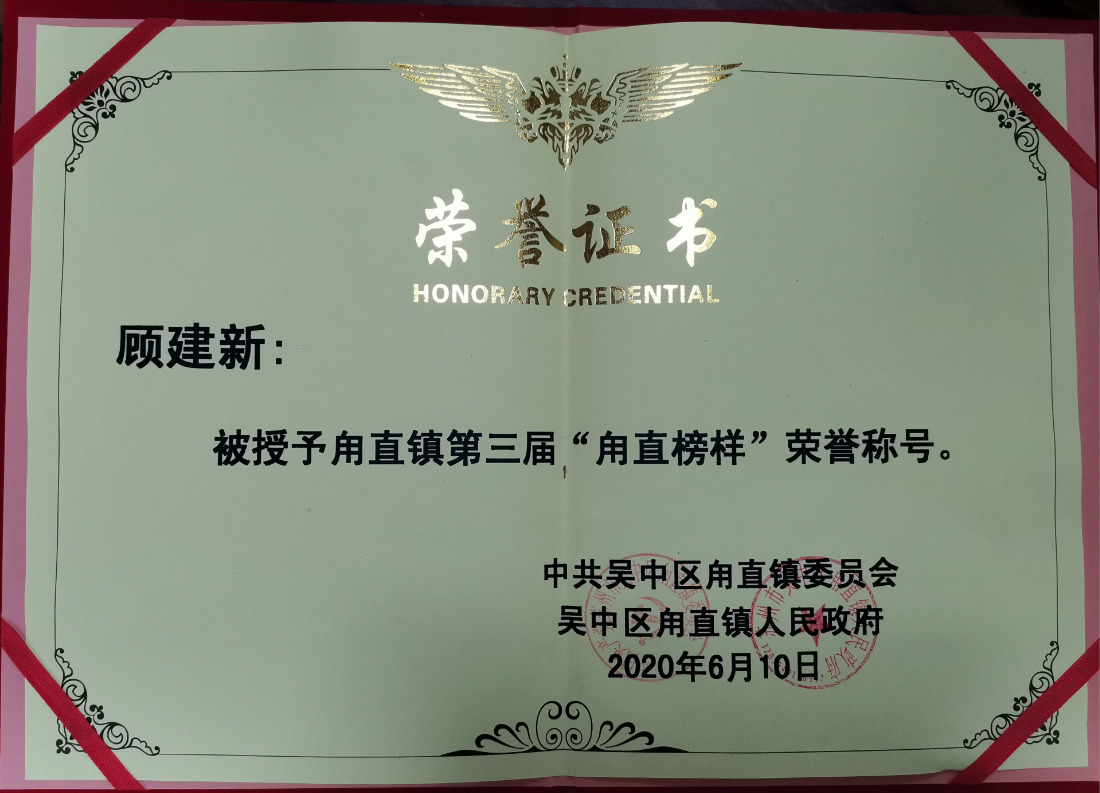 荣誉证书
HONORARY CREDENTIAL
顾建新：
被授予甪直镇第三届“甪直榜样”荣誉称号。
中共吴中区甪直镇委员会
吴中区甪直镇人民政府
2020年6月10日